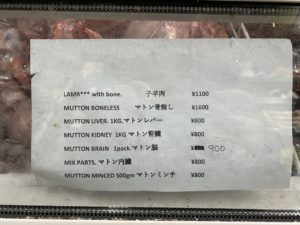 LAMB*** with bone. 子羊肉 ¥1100
MUTTON BONELESS マトン骨無し ¥1600
MUTTON LIVER. 1KG.マトンレバー ¥800
MUTTON KIDNEY 1KG マトン腎臓 ¥800
MUTTON BRAIN 1pack.マトン脳 900
MIX PARTS. マトン内臓 ¥800
MUTTON MINCED 500gm マトンミンチ ¥800